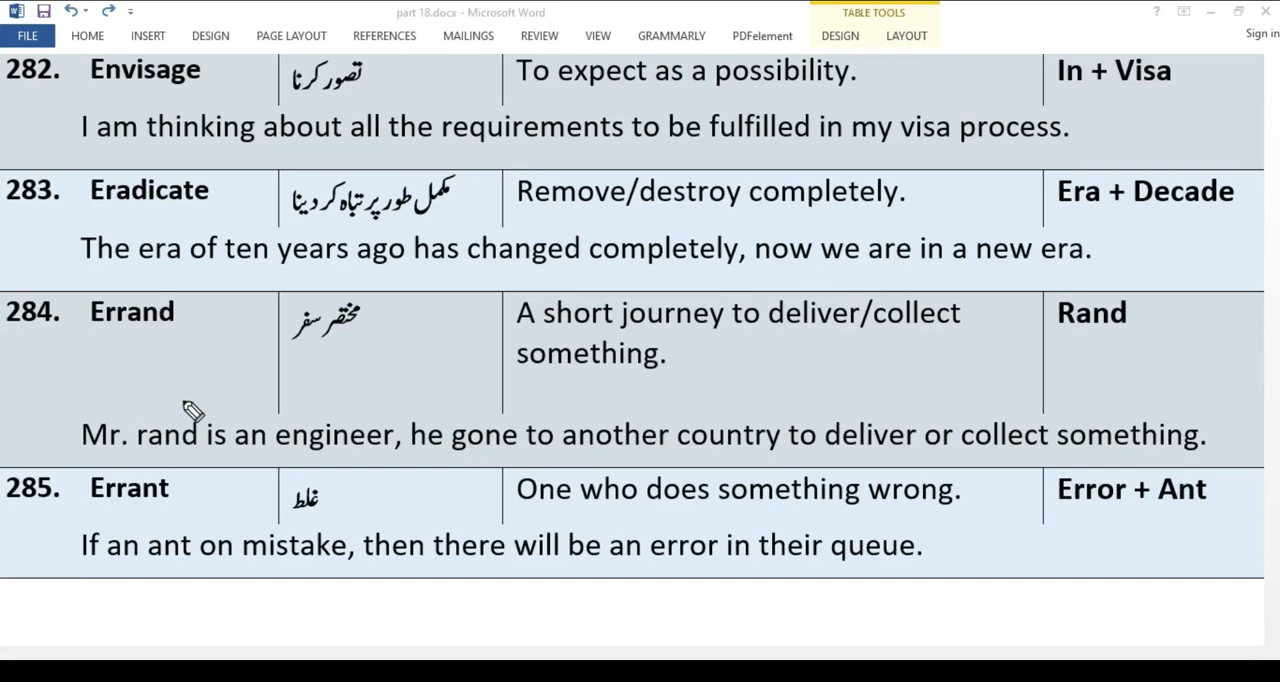 part 18.docx - Microsoft Word
TABLE TOOLS
?
FILE HOME INSERT DESIGN PAGE LAYOUT REFERENCES MAILINGS REVIEW VIEW GRAMMARLY PDFelement DESIGN LAYOUT Sign in
282. Envisage تصور کرنا To expect as a possibility. In + Visa
I am thinking about all the requirements to be fulfilled in my visa process.
283. Eradicate مکمل طور پر تباہ کر دینا Remove/destroy completely. Era + Decade
The era of ten years ago has changed completely, now we are in a new era.
284. Errand مختصر سفر A short journey to deliver/collect Rand
something.
Mr. rand is an engineer, he gone to another country to deliver or collect something.
285. Errant غلط One who does something wrong. Error + Ant
If an ant on mistake, then there will be an error in their queue.